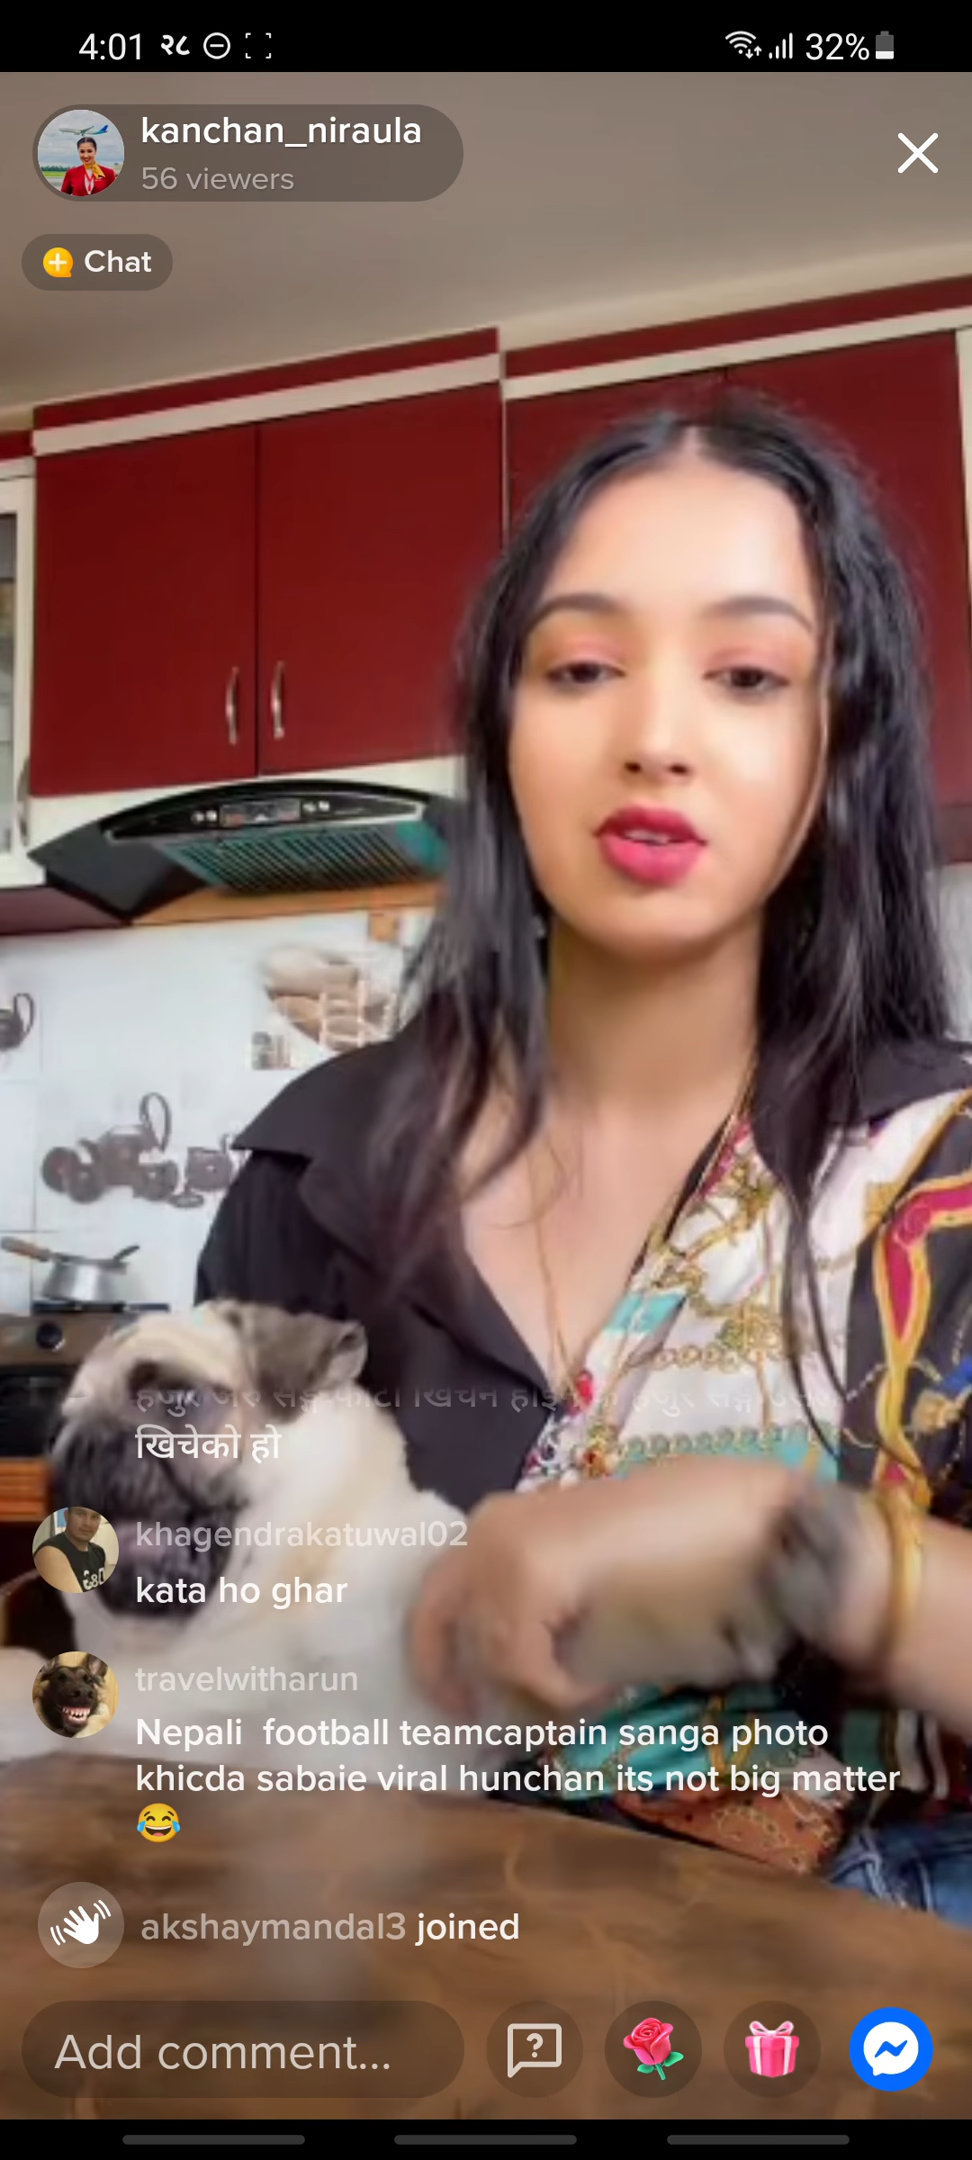 4:01 २८ 32%
kanchan_niraula
56 viewers
Chat
खिचेको हो
khagendrakatuwal02
kata ho ghar
travelwitharun
Nepali football teamcaptain sanga photo
khicda sabaie viral hunchan its not big matter
😂
akshaymandal3 joined
Add comment...